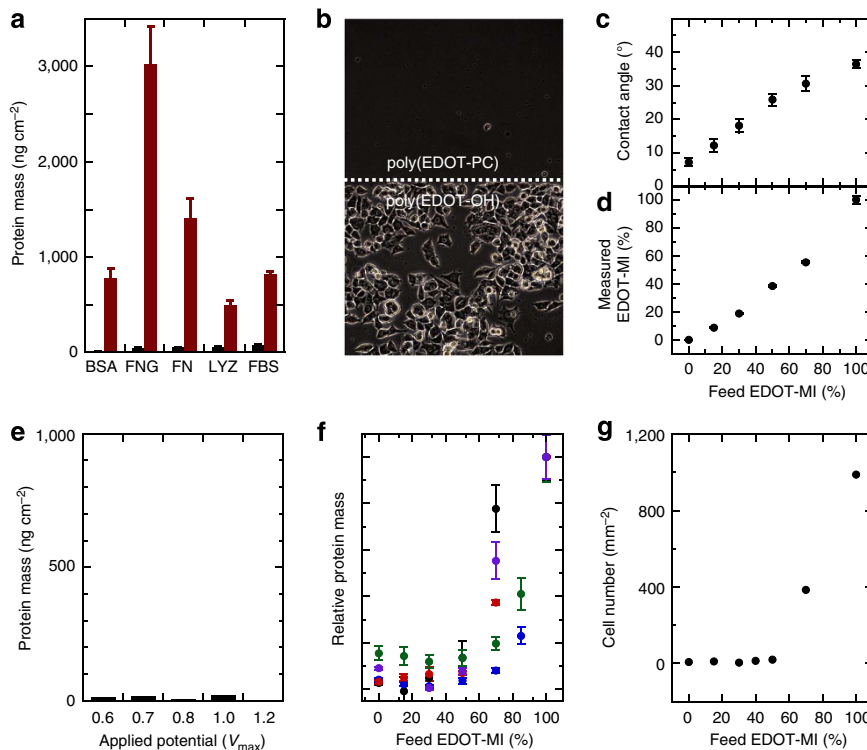 a
Protein mass (ng cm⁻²)
3,000
2,000
1,000
0
BSA FNG FN LYZ FBS
b
poly(EDOT-PC)
poly(EDOT-OH)
c
Contact angle (°)
40
30
20
10
0
d
Measured
EDOT-MI (%)
100
80
60
40
20
0
0 20 40 60 80 100
Feed EDOT-MI (%)
e
Protein mass (ng cm⁻²)
1,000
500
0
0.6 0.7 0.8 1.0 1.2
Applied potential (Vmax)
f
Relative protein mass
0 20 40 60 80 100
Feed EDOT-MI (%)
g
Cell number (mm⁻²)
1,200
800
400
0
0 20 40 60 80 100
Feed EDOT-MI (%)